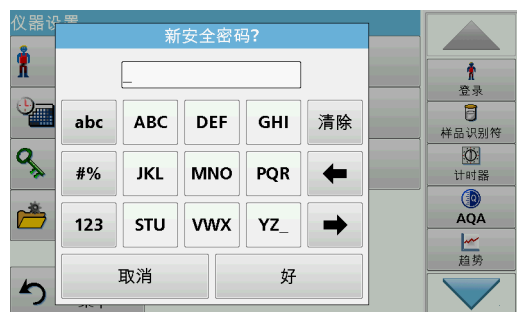 仪器设置
新安全密码?
_
abc ABC DEF GHI 清除
#% JKL MNO PQR
123 STU VWX YZ_
取消 好
登录
样品识别符
计时器
AQA
趋势